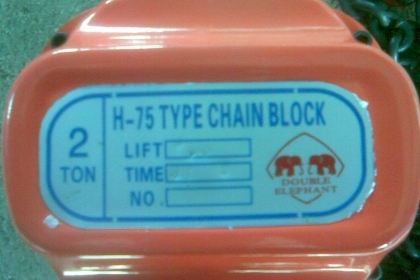 H-75 TYPE CHAIN BLOCK
2
TON
LIFT
TIME
NO.
DOUBLE
ELEPHANT